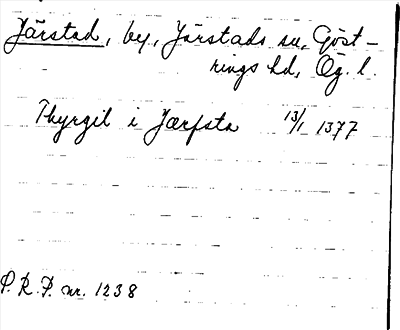 Järstad, by, Järstads sn, Göst-
rings hd, Ög. l.
Thyrgil i Jærfsta 13/1 1377
P.R.P. nr. 1238